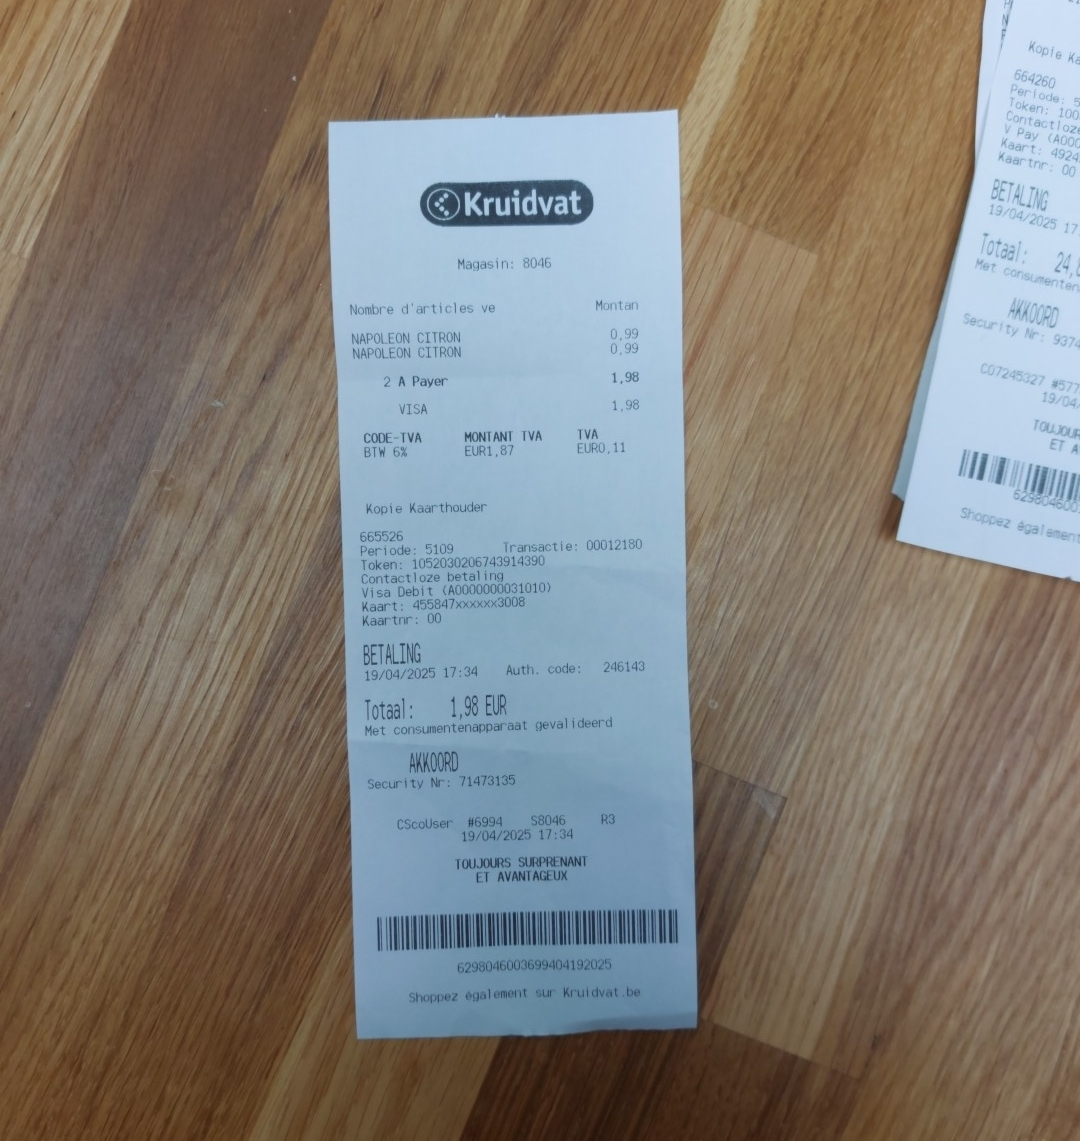 Kruidvat
Magasin: 8046
Nombre d'articles ve Montan
NAPOLEON CITRON 0,99
NAPOLEON CITRON 0,99
2 A Payer 1,98
VISA 1,98
CODE-TVA MONTANT TVA TVA
BTW 6% EUR1,87 EUR0,11
Kopie Kaarthouder
665526
Periode: 5109 Transactie: 00012180
Token: 1052030206743914390
Contactloze betaling
Visa Debit (A0000000031010)
Kaart: 455847xxxxxx3008
Kaartnr: 00
BETALING
19/04/2025 17:34 Auth. code: 246143
Totaal: 1,98 EUR
Met consumentenapparaat gevalideerd
AKKOORD
Security Nr: 71473135
CScoUser #6994 S8046 R3
19/04/2025 17:34
TOUJOURS SURPRENANT
ET AVANTAGEUX
6298046003699404192025
Shoppez également sur Kruidvat.be
Kopie Ka
664260
Periode: 5
Token: 100
Contactloze
V Pay (A000
Kaart: 4924
Kaartnr: 00
BETALING
19/04/2025 17:
Totaal: 24,
Met consumenten
AKKOORD
Security Nr: 9374
C07245327 #577
19/04/
TOUJOUR
ET A
629804600
Shoppez également